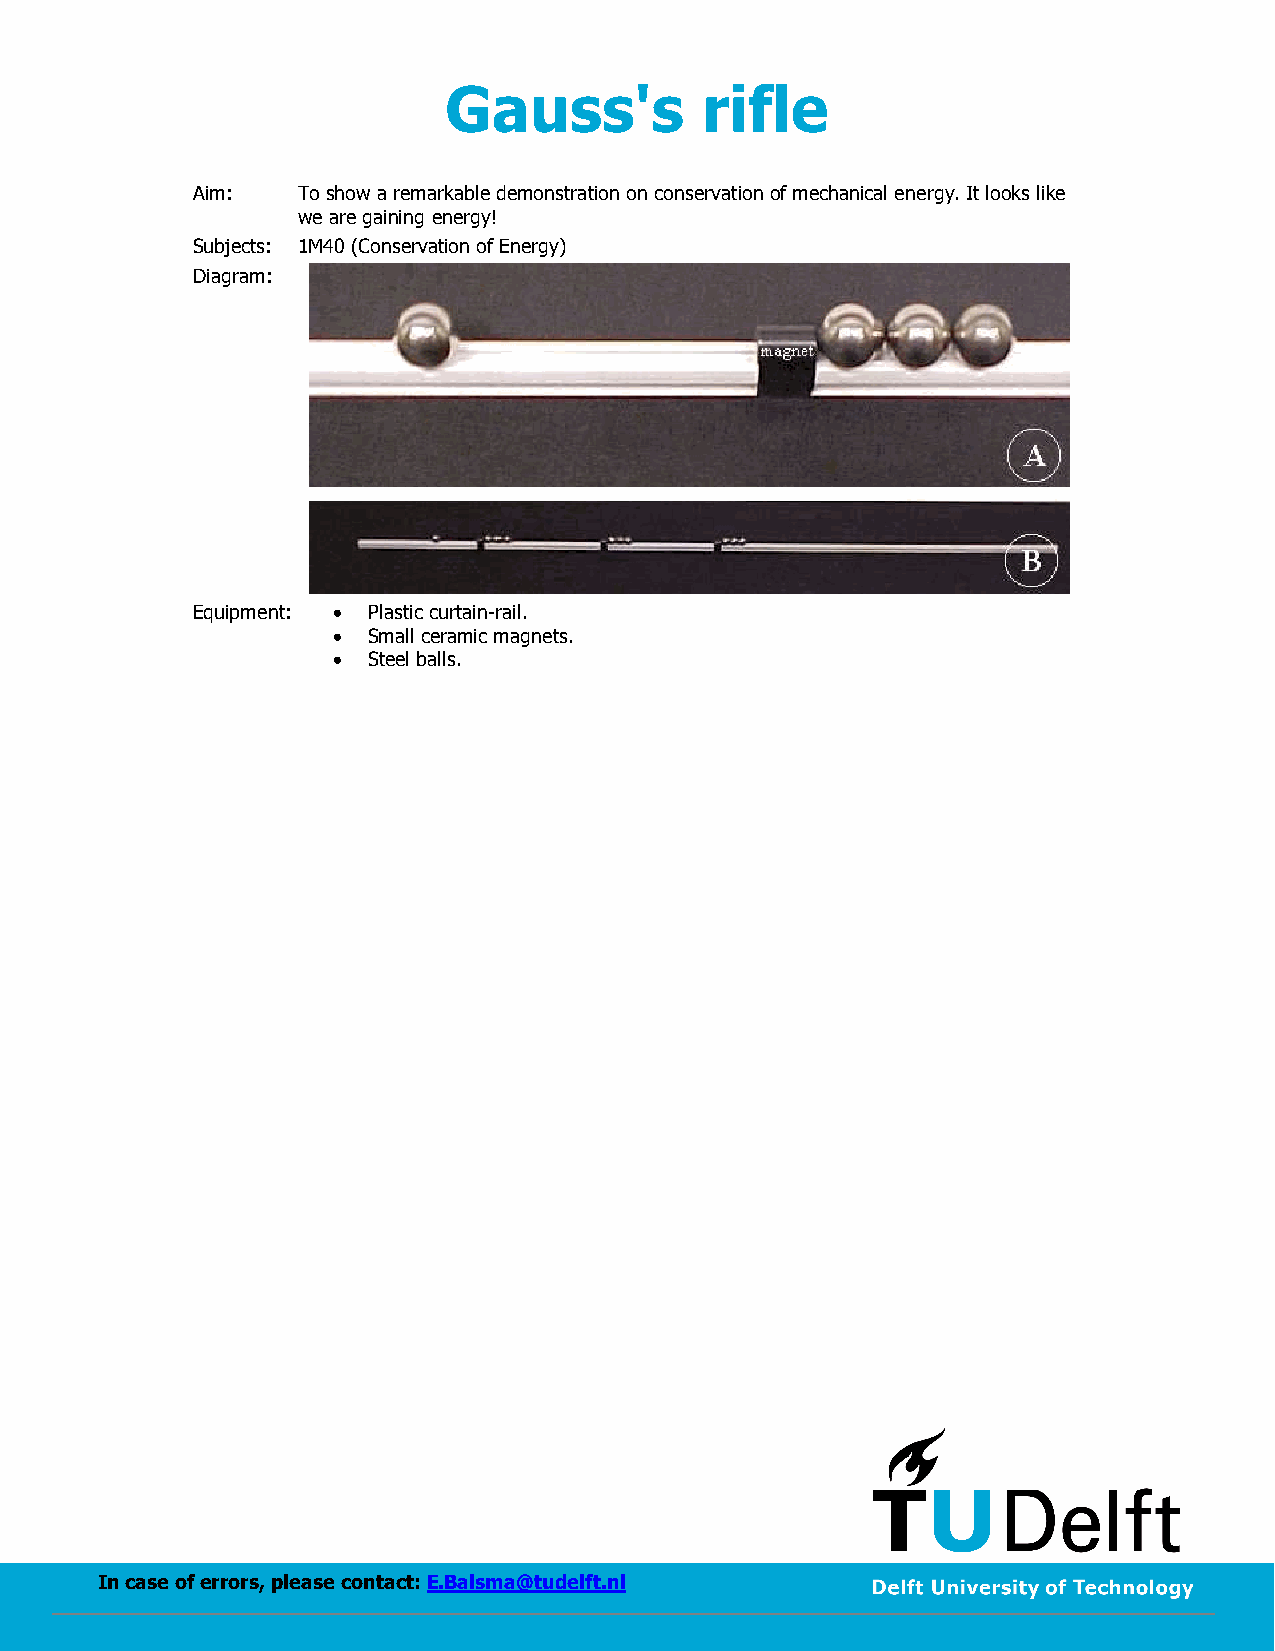 Gauss's rifle
Aim: To show a remarkable demonstration on conservation of mechanical energy. It looks like
we are gaining energy!
Subjects: 1M40 (Conservation of Energy)
Diagram:
magnet
A
B
Equipment: • Plastic curtain-rail.
• Small ceramic magnets.
• Steel balls.
TUDelft
In case of errors, please contact: E.Balsma@tudelft.nl
Delft University of Technology